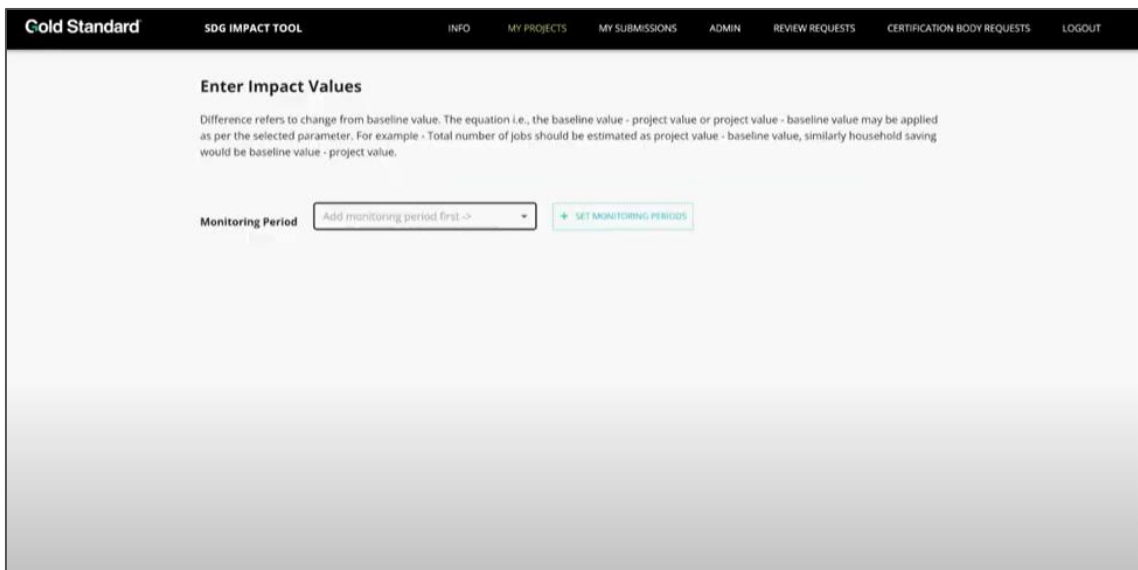 Gold Standard SDG IMPACT TOOL INFO MY PROJECTS MY SUBMISSIONS ADMIN REVIEW REQUESTS CERTIFICATION BODY REQUESTS LOGOUT
Enter Impact Values
Difference refers to change from baseline value. The equation i.e., the baseline value - project value or project value - baseline value may be applied
as per the selected parameter. For example - Total number of jobs should be estimated as project value - baseline value, similarly household saving
would be baseline value - project value.
Monitoring Period Add monitoring period first -> + SET MONITORING PERIODS